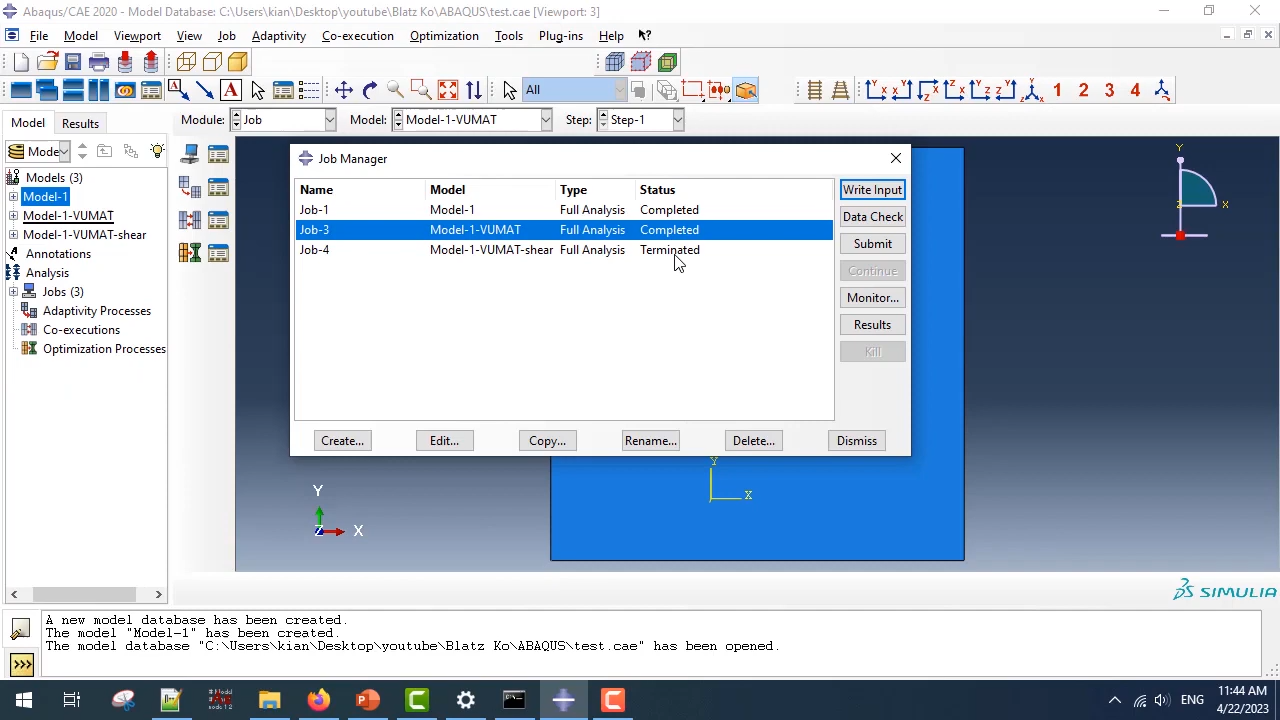 Abaqus/CAE 2020 - Model Database: C:\Users\kian\Desktop\youtube\Blatz Ko\ABAQUS\test.cae [Viewport: 3]
File Model Viewport View Job Adaptivity Co-execution Optimization Tools Plug-ins Help
All
1 2 3 4
Model Results Module: Job Model: Model-1-VUMAT Step: Step-1
Mode
Models (3)
Model-1
Model-1-VUMAT
Model-1-VUMAT-shear
Annotations
Analysis
Jobs (3)
Adaptivity Processes
Co-executions
Optimization Processes
Job Manager
Name Model Type Status
Job-1 Model-1 Full Analysis Completed
Job-3 Model-1-VUMAT Full Analysis Completed
Job-4 Model-1-VUMAT-shear Full Analysis Terminated
Write Input
Data Check
Submit
Continue
Monitor...
Results
Kill
Create... Edit... Copy... Rename... Delete... Dismiss
Y
X
Y
X
Y
X
Z
SIMULIA
A new model database has been created.
The model "Model-1" has been created.
The model database "C:\Users\kian\Desktop\youtube\Blatz Ko\ABAQUS\test.cae" has been opened.
>>>
ENG
11:44 AM
4/22/2023